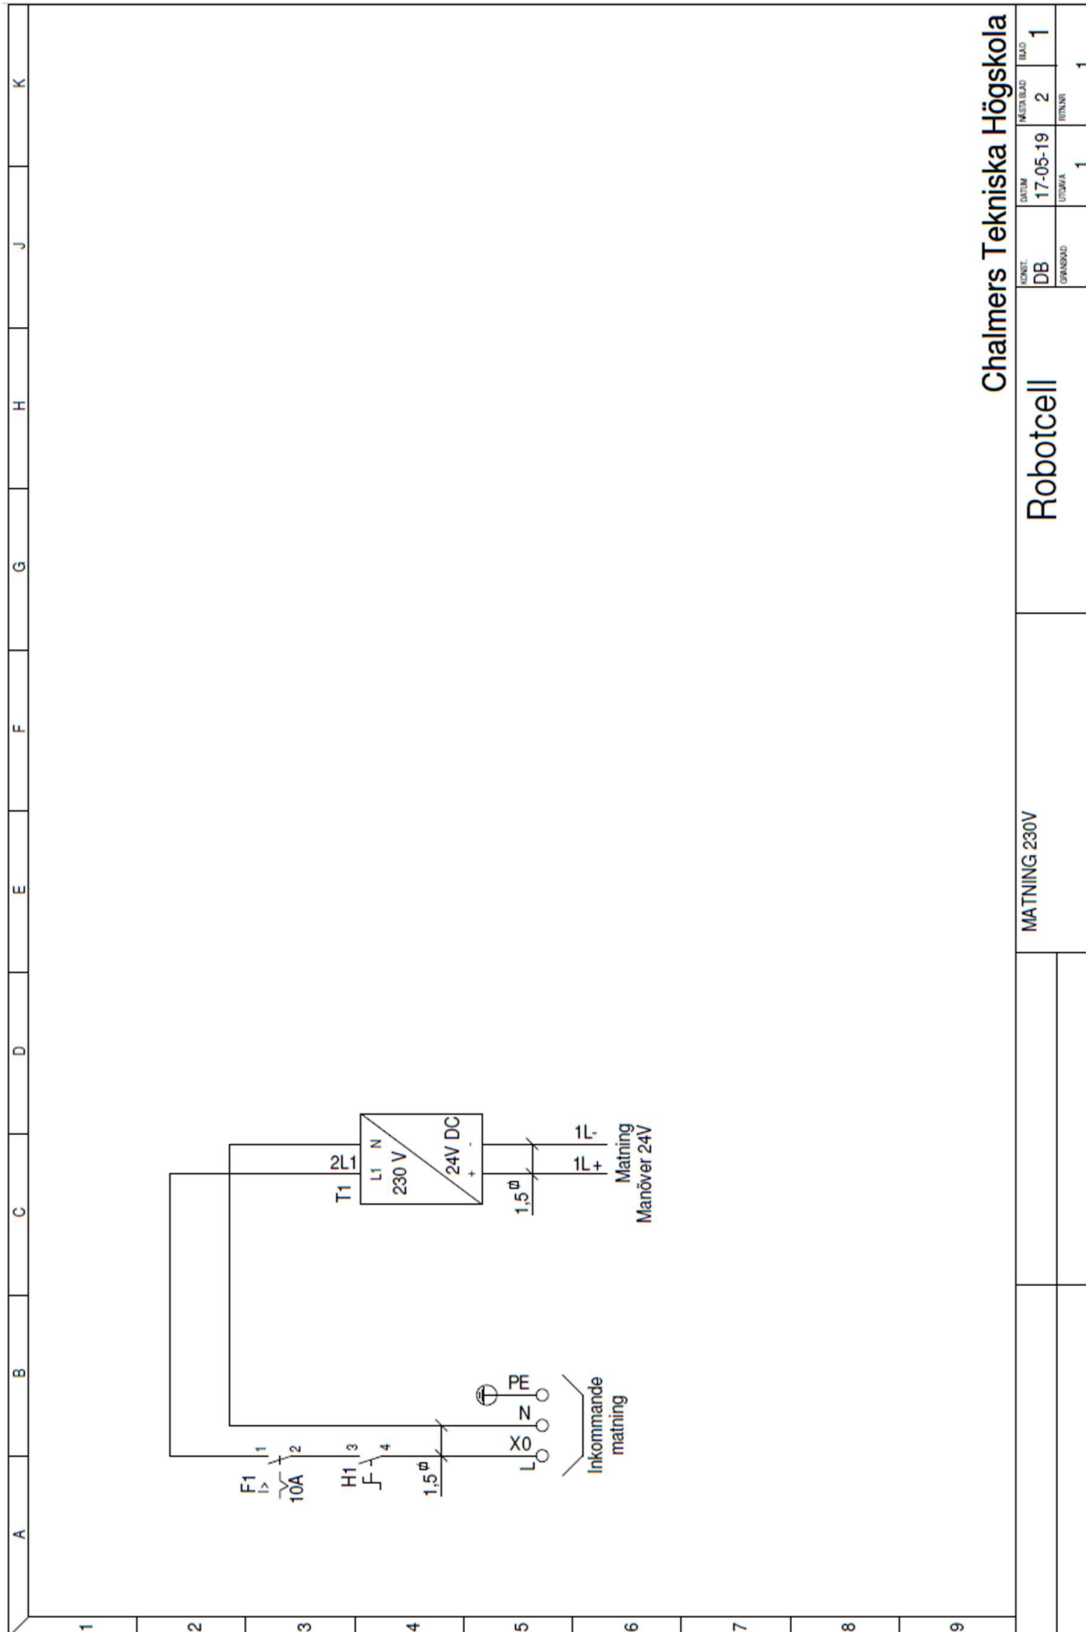 A B C D E F G H J K
1
2
3
4
5
6
7
8
9
F1
I>
10A
1
2
H1
3
4
1,5
L
X0
N
PE
Inkommande
matning
2L1
T1
L1 N
230 V
24V DC
+ -
1,5
1L+
1L-
Matning
Manöver 24V
Chalmers Tekniska Högskola
MATNING 230V
Robotcell
KONST.
DB
DATUM
17-05-19
NÄSTA BLAD
2
BLAD
1
GRANSKAD
UTGÅVA
1
RITN.NR
1